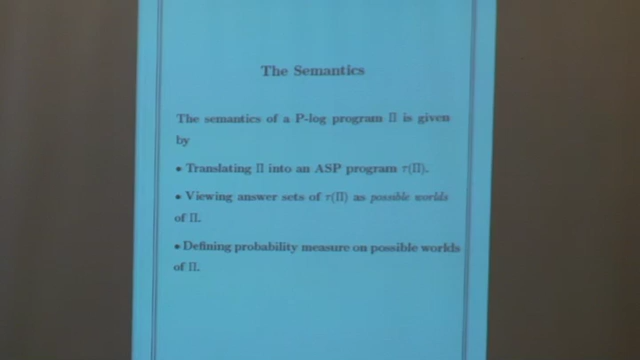 The Semantics
The semantics of a P-log program Π is given
by
• Translating Π into an ASP program τ(Π).
• Viewing answer sets of τ(Π) as possible worlds
of Π.
• Defining probability measure on possible worlds
of Π.